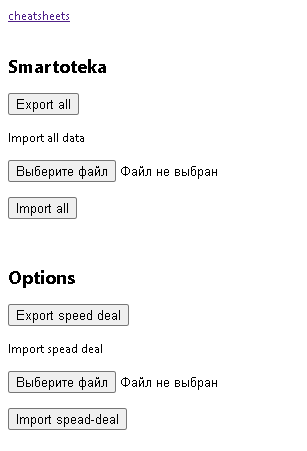 cheatsheets
Smartoteka
Export all
Import all data
Выберите файл Файл не выбран
Import all
Options
Export speed deal
Import spead deal
Выберите файл Файл не выбран
Import spead-deal